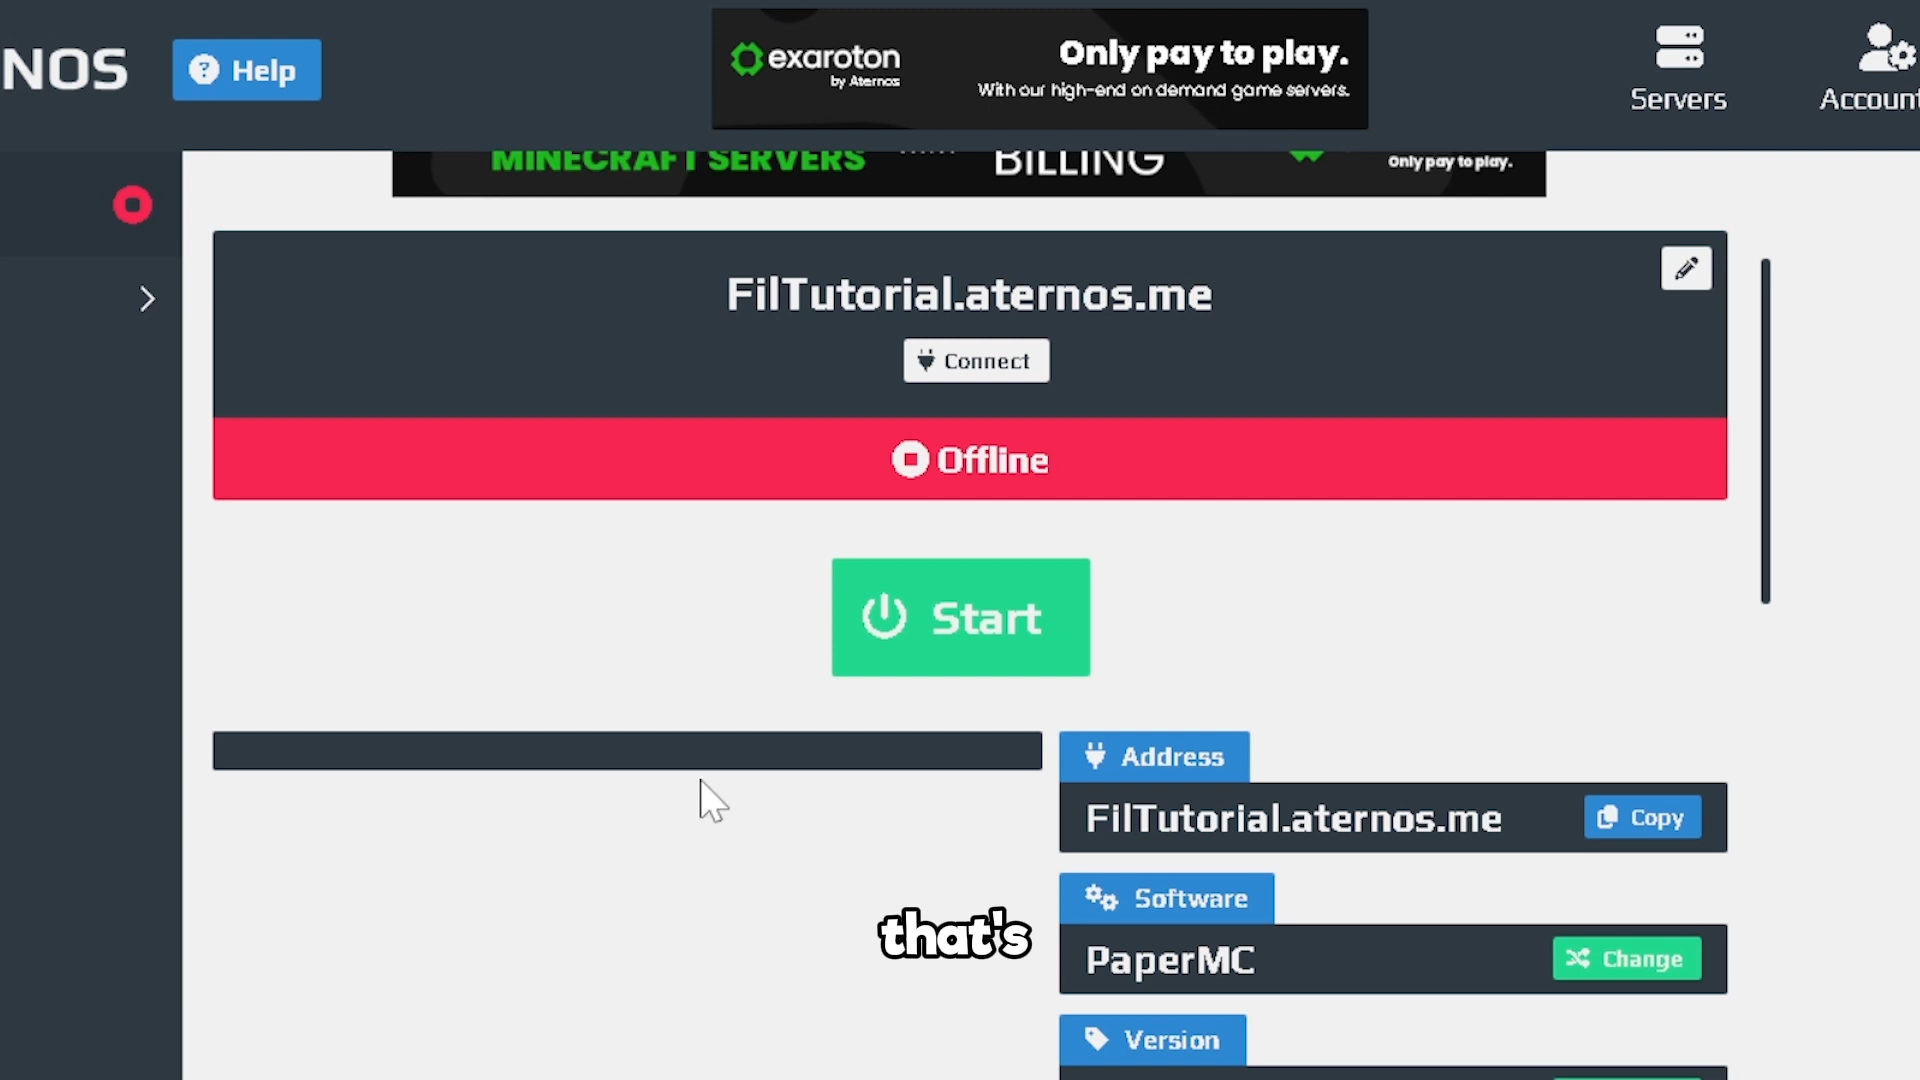 NOS
Help
exaroton
by Aternos
Only pay to play.
With our high-end on demand game servers.
Servers
Account
MINECRAFT SERVERS
BILLING
Only pay to play.
FilTutorial.aternos.me
Connect
Offline
Start
Address
FilTutorial.aternos.me
Copy
that's
Software
PaperMC
Change
Version